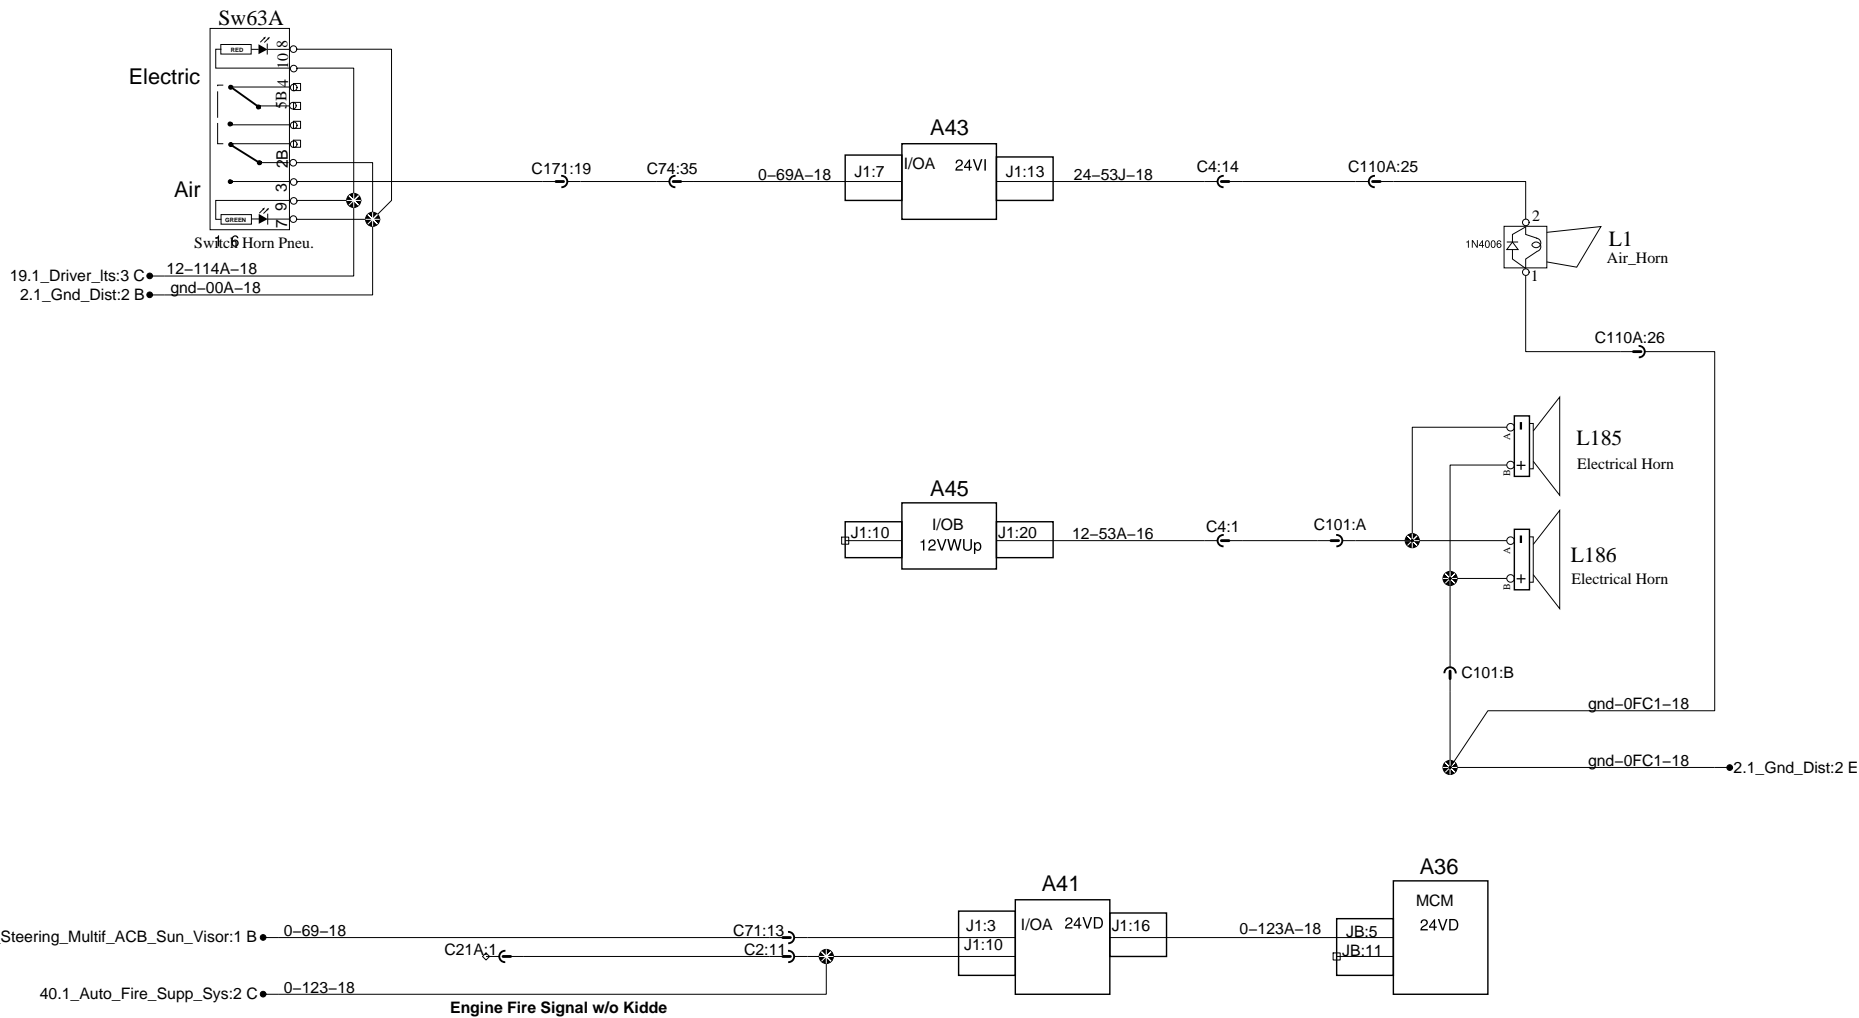 Sw63A
RED
8
10
Electric
4
5B
2B
3
Air
9
GREEN
7
1 6
Switch Horn Pneu.
19.1_Driver_lts:3 C
12-114A-18
2.1_Gnd_Dist:2 B
gnd-00A-18
C171:19
C74:35
0-69A-18
A43
J1:7
I/OA
24VI
J1:13
24-53J-18
C4:14
C110A:25
2
1N4006
L1
Air_Horn
1
C110A:26
A
B
L185
Electrical Horn
A45
J1:10
I/OB
12VWUp
J1:20
12-53A-16
C4:1
C101:A
A
B
L186
Electrical Horn
C101:B
gnd-0FC1-18
gnd-0FC1-18
2.1_Gnd_Dist:2 E
A41
A36
_Steering_Multif_ACB_Sun_Visor:1 B
0-69-18
C71:13
J1:3
I/OA
24VD
J1:16
0-123A-18
JB:5
MCM
24VD
C21A:1
C2:11
J1:10
JB:11
40.1_Auto_Fire_Supp_Sys:2 C
0-123-18
Engine Fire Signal w/o Kidde